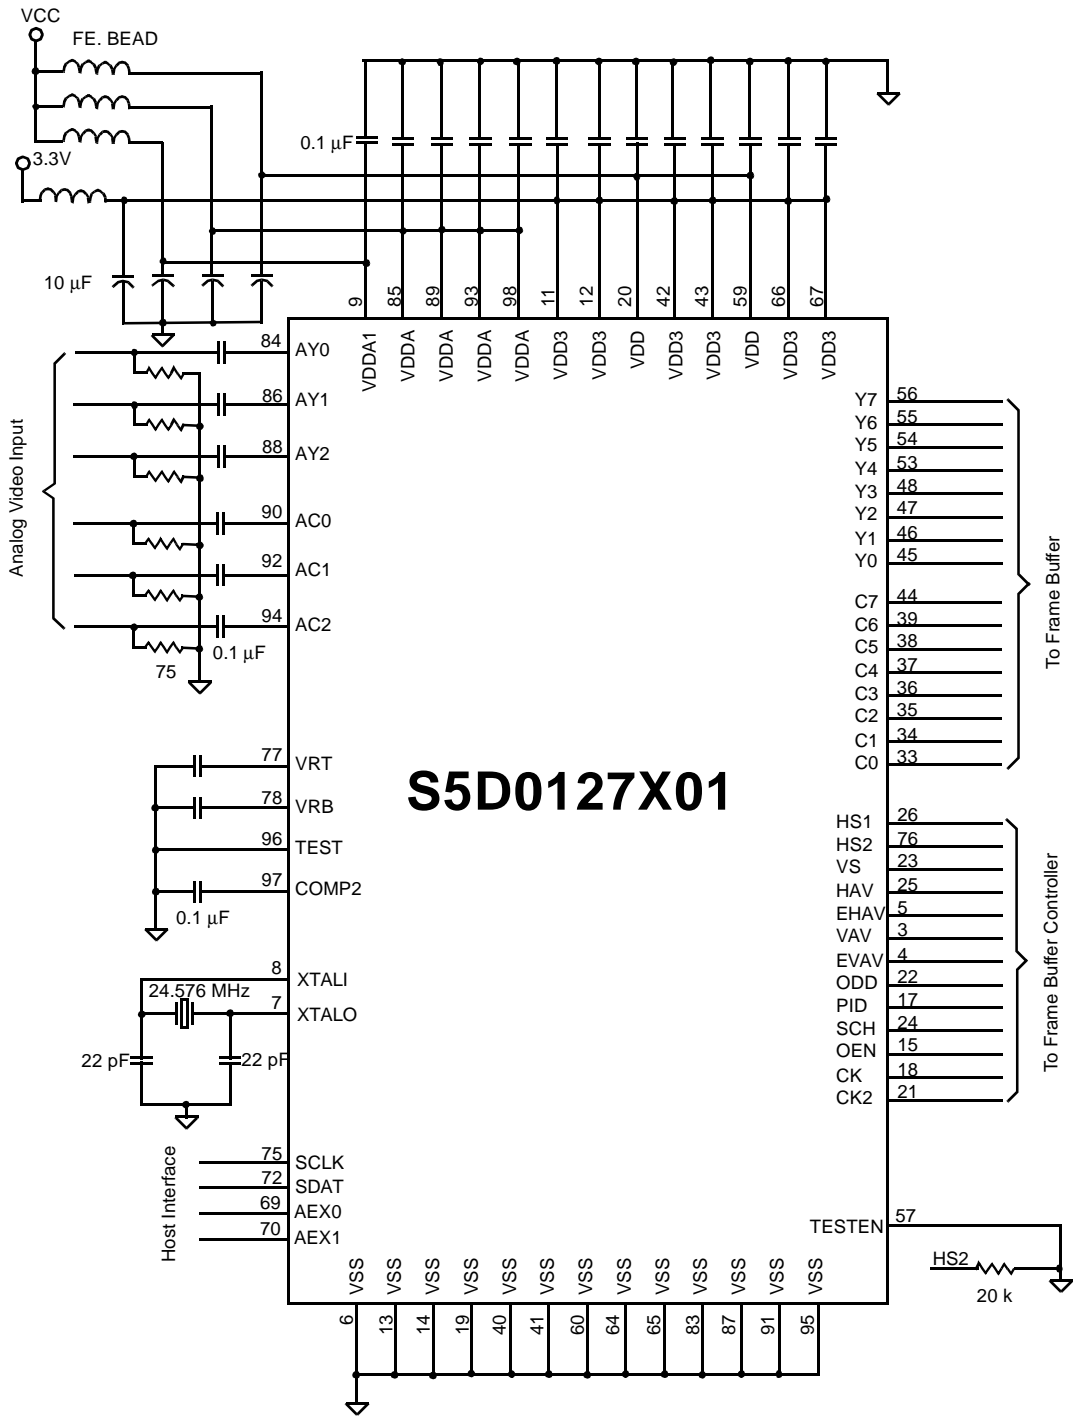 VCC
FE. BEAD
0.1 µF
3.3V
10 µF
9
85
89
93
98
11
12
20
42
43
59
66
67
VDDA1
VDDA
VDDA
VDDA
VDDA
VDD3
VDD3
VDD
VDD3
VDD3
VDD
VDD3
VDD3
Analog Video Input
84 AY0
86 AY1
88 AY2
90 AC0
92 AC1
94 AC2
0.1 µF
75
77 VRT
78 VRB
96 TEST
97 COMP2
0.1 µF
8 XTALI
24.576 MHz
7 XTALO
22 pF
22 pF
Host Interface
75 SCLK
72 SDAT
69 AEX0
70 AEX1
S5D0127X01
Y7 56
Y6 55
Y5 54
Y4 53
Y3 48
Y2 47
Y1 46
Y0 45
C7 44
C6 39
C5 38
C4 37
C3 36
C2 35
C1 34
C0 33
To Frame Buffer
HS1 26
HS2 76
VS 23
HAV 25
EHAV 5
VAV 3
EVAV 4
ODD 22
PID 17
SCH 24
OEN 15
CK 18
CK2 21
To Frame Buffer Controller
TESTEN 57
HS2
20 k
VSS
VSS
VSS
VSS
VSS
VSS
VSS
VSS
VSS
VSS
VSS
VSS
VSS
6
13
14
19
40
41
60
64
65
83
87
91
95